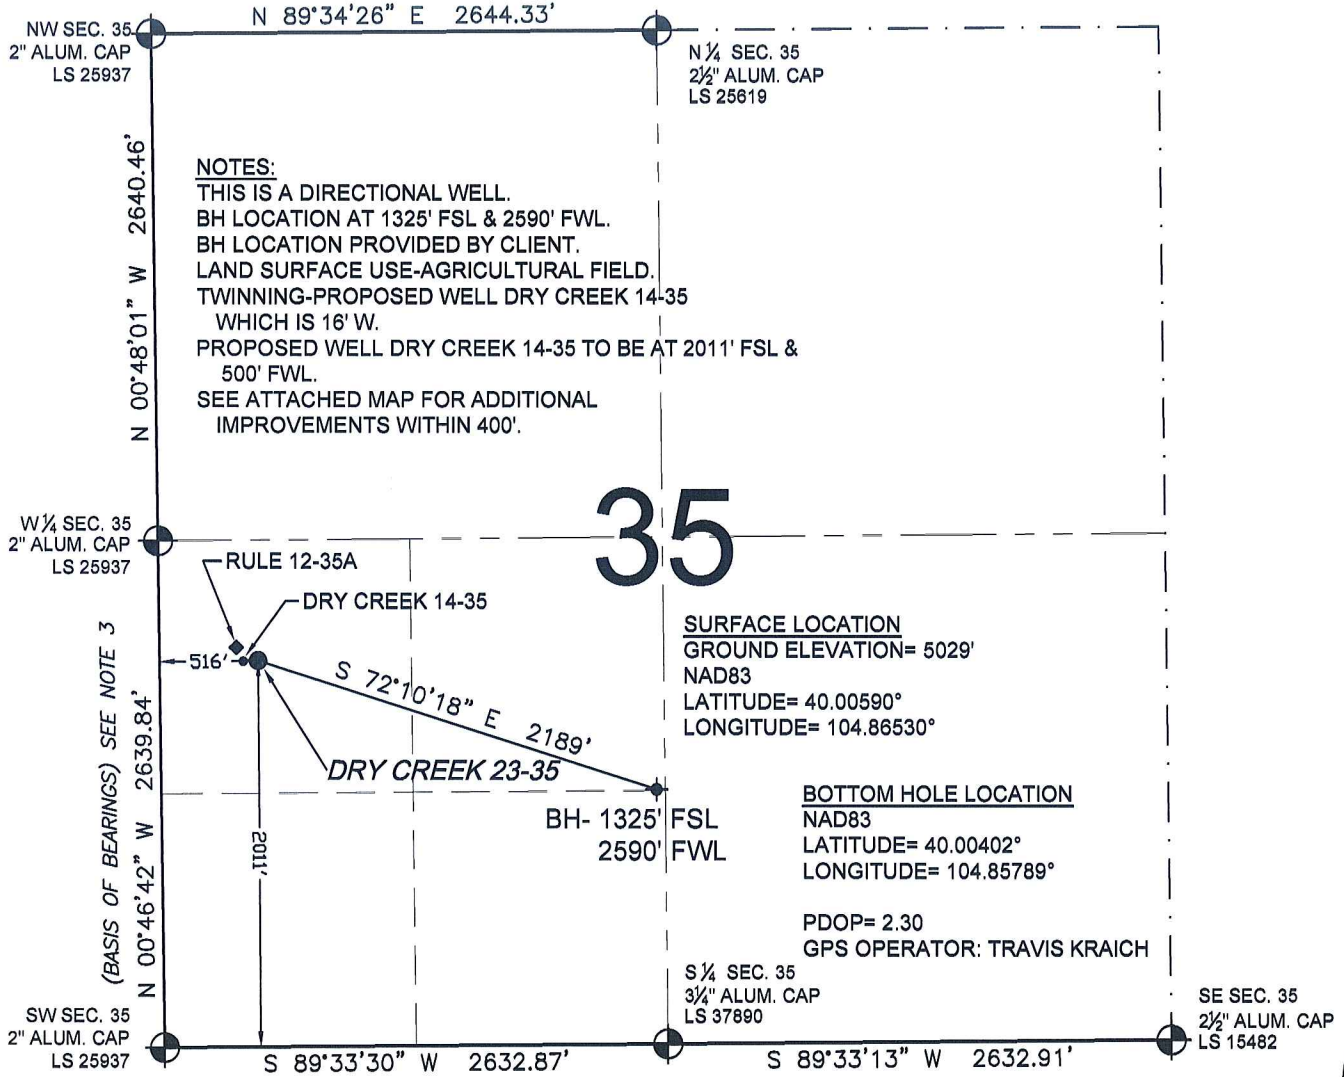 N 89°34'26" E 2644.33'
NW SEC. 35
2" ALUM. CAP
LS 25937
N ¼ SEC. 35
2½" ALUM. CAP
LS 25619
N 00°48'01" W 2640.46'
NOTES:
THIS IS A DIRECTIONAL WELL.
BH LOCATION AT 1325' FSL & 2590' FWL.
BH LOCATION PROVIDED BY CLIENT.
LAND SURFACE USE-AGRICULTURAL FIELD.
TWINNING-PROPOSED WELL DRY CREEK 14-35
WHICH IS 16' W.
PROPOSED WELL DRY CREEK 14-35 TO BE AT 2011' FSL &
500' FWL.
SEE ATTACHED MAP FOR ADDITIONAL
IMPROVEMENTS WITHIN 400'.
35
W ¼ SEC. 35
2" ALUM. CAP
LS 25937
RULE 12-35A
DRY CREEK 14-35
516'
S 72°10'18" E 2189'
DRY CREEK 23-35
2011'
(BASIS OF BEARINGS) SEE NOTE 3
N 00°46'42" W 2639.84'
SURFACE LOCATION
GROUND ELEVATION= 5029'
NAD83
LATITUDE= 40.00590°
LONGITUDE= 104.86530°
BH- 1325' FSL
2590' FWL
BOTTOM HOLE LOCATION
NAD83
LATITUDE= 40.00402°
LONGITUDE= 104.85789°
PDOP= 2.30
GPS OPERATOR: TRAVIS KRAICH
S ¼ SEC. 35
3¼" ALUM. CAP
LS 37890
SW SEC. 35
2" ALUM. CAP
LS 25937
SE SEC. 35
2½" ALUM. CAP
LS 15482
S 89°33'30" W 2632.87'
S 89°33'13" W 2632.91'